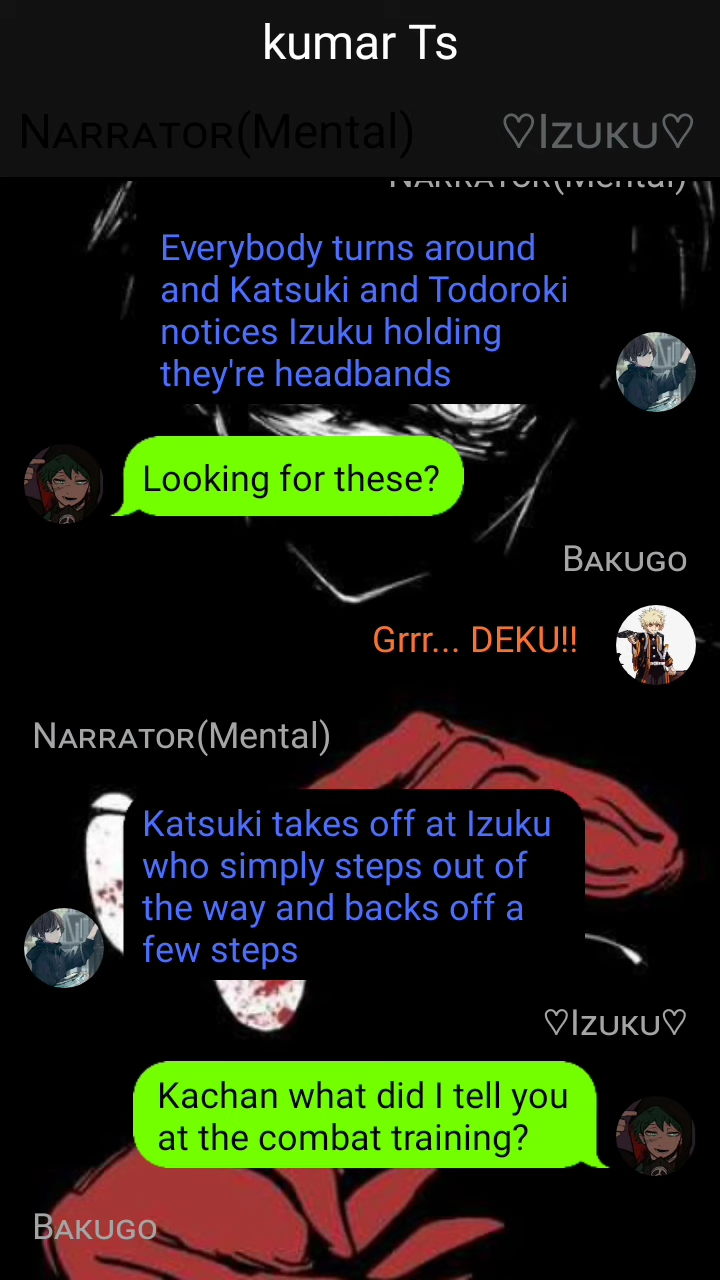 kumar Ts
Narrator(Mental) ♡Izuku♡
Narrator(Mental)
Everybody turns around
and Katsuki and Todoroki
notices Izuku holding
they're headbands
Looking for these?
Bakugo
Grrr... DEKU!!
Narrator(Mental)
Katsuki takes off at Izuku
who simply steps out of
the way and backs off a
few steps
♡Izuku♡
Kachan what did I tell you
at the combat training?
Bakugo